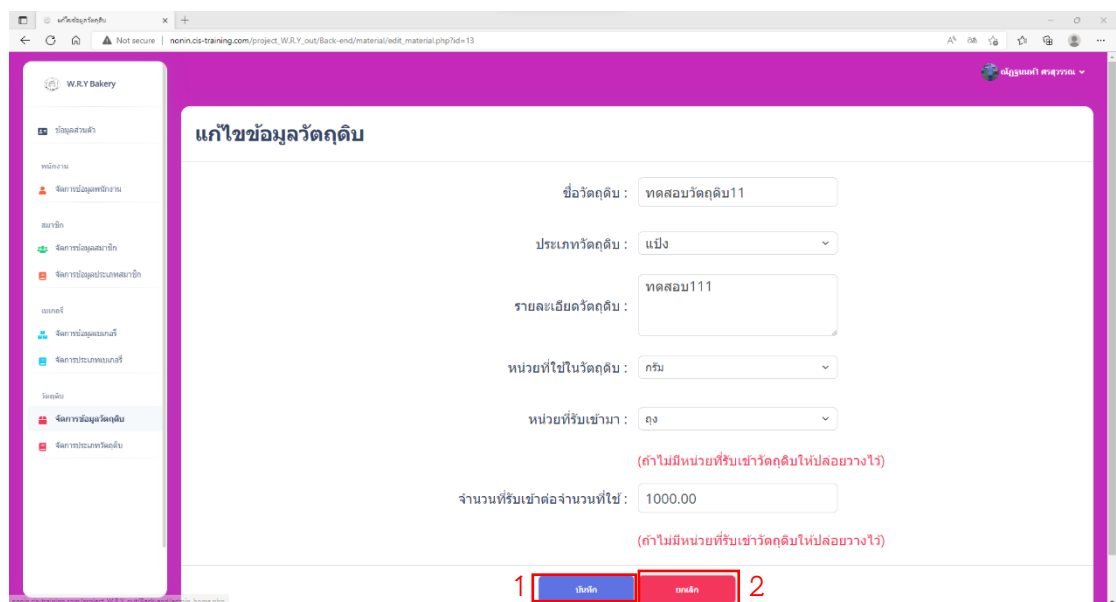 แก้ไขข้อมูลวัตถุดิบ
Not secure | nonin.cis-training.com/project_W.R.Y_out/Back-end/material/edit_material.php?id=13
W.R.Y Bakery
ข้อมูลส่วนตัว
พนักงาน
จัดการข้อมูลพนักงาน
สมาชิก
จัดการข้อมูลสมาชิก
จัดการข้อมูลประเภทสมาชิก
เบเกอรี่
จัดการข้อมูลเบเกอรี่
จัดการประเภทเบเกอรี่
วัตถุดิบ
จัดการข้อมูลวัตถุดิบ
จัดการประเภทวัตถุดิบ
แก้ไขข้อมูลวัตถุดิบ
ชื่อวัตถุดิบ : ทดสอบวัตถุดิบ11
ประเภทวัตถุดิบ : แป้ง
รายละเอียดวัตถุดิบ : ทดสอบ111
หน่วยที่ใช้ในวัตถุดิบ : กรัม
หน่วยที่รับเข้ามา : ถุง
(ถ้าไม่มีหน่วยที่รับเข้าวัตถุดิบให้ปล่อยวางไว้)
จำนวนที่รับเข้าต่อจำนวนที่ใช้ : 1000.00
(ถ้าไม่มีหน่วยที่รับเข้าวัตถุดิบให้ปล่อยวางไว้)
1 บันทึก ยกเลิก 2